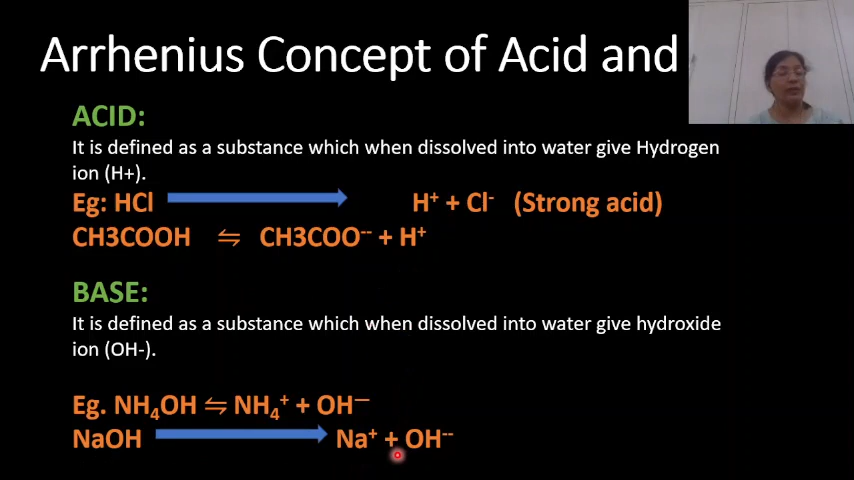 Arrhenius Concept of Acid and
ACID:
It is defined as a substance which when dissolved into water give Hydrogen
ion (H+).
Eg: HCl H⁺ + Cl⁻ (Strong acid)
CH3COOH ⇋ CH3COO⁻⁻ + H⁺
BASE:
It is defined as a substance which when dissolved into water give hydroxide
ion (OH-).
Eg. NH₄OH ⇋ NH₄⁺ + OH⁻
NaOH Na⁺ + OH⁻⁻